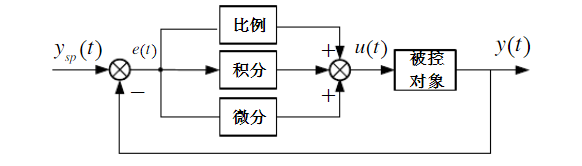 比例
y_sp(t)
e(t)
+
u(t)
y(t)
积分
被控
对象
−
+
微分